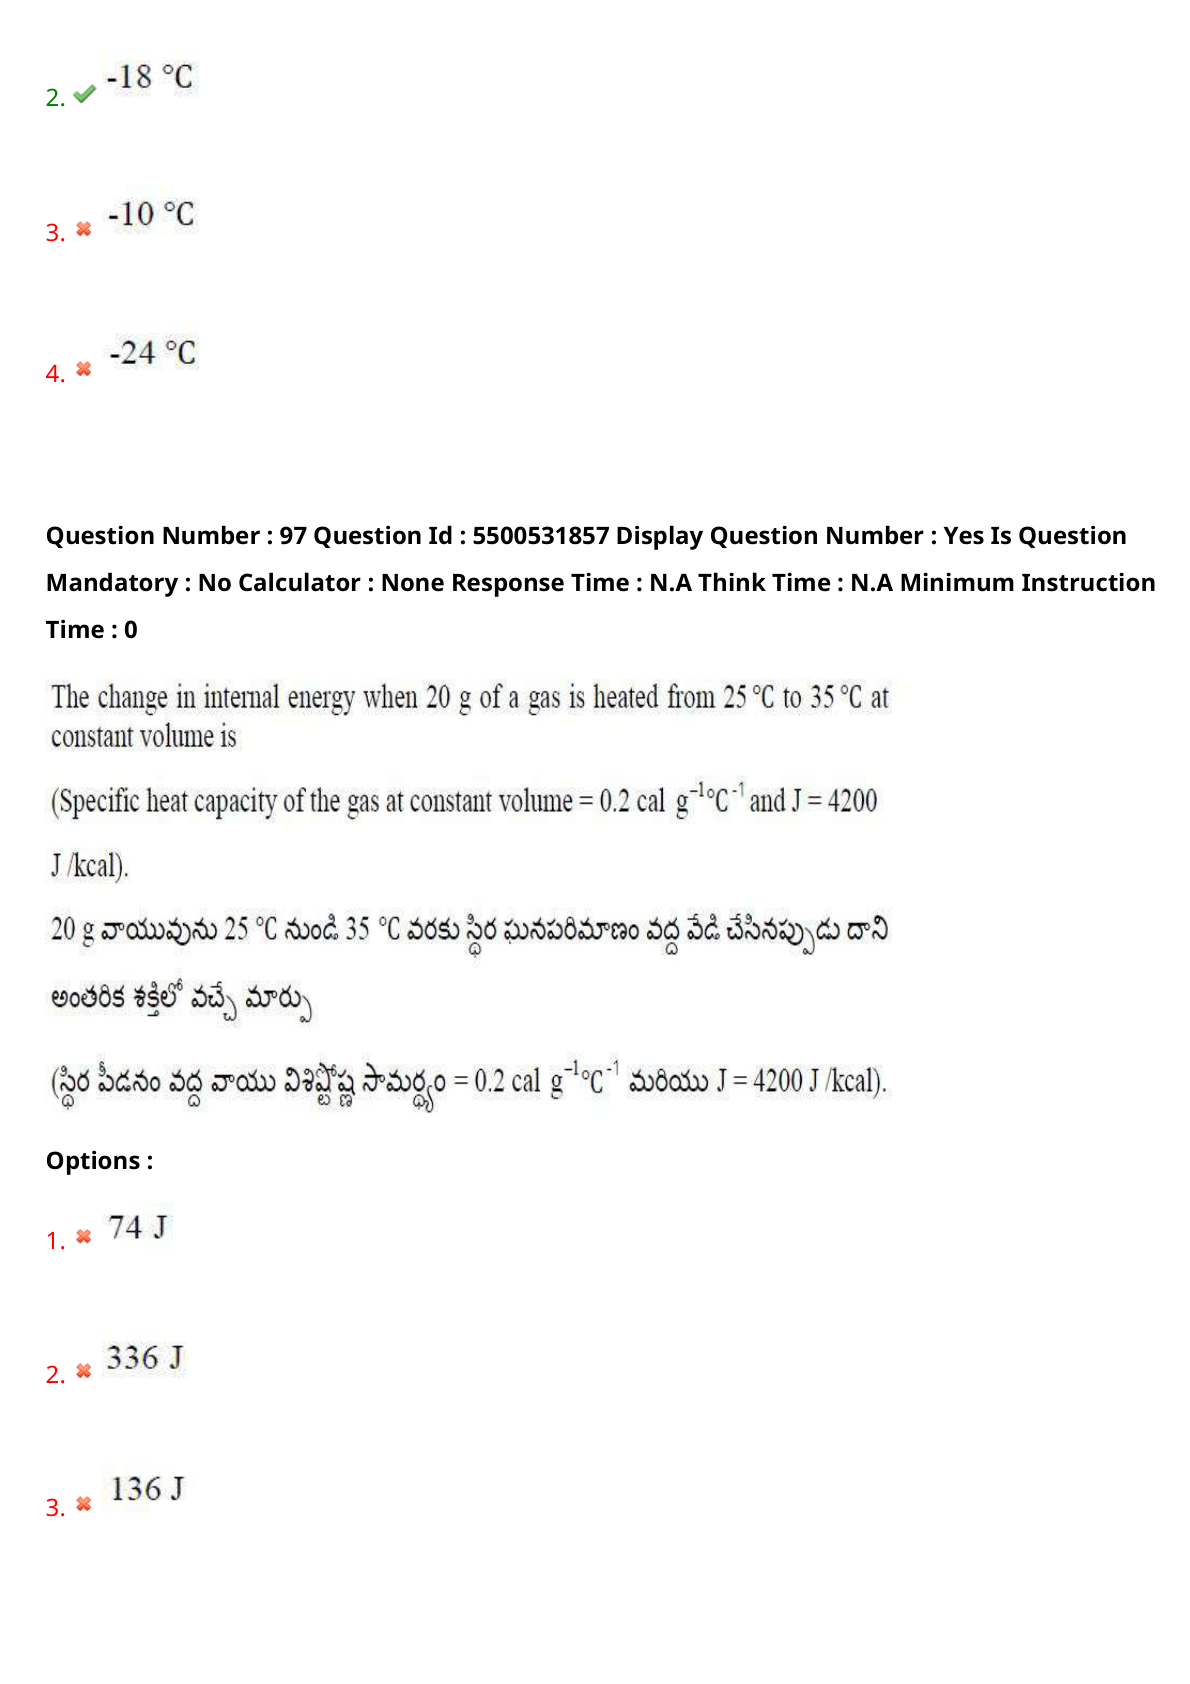 2. -18 °C
3. -10 °C
4. -24 °C
Question Number : 97 Question Id : 5500531857 Display Question Number : Yes Is Question
Mandatory : No Calculator : None Response Time : N.A Think Time : N.A Minimum Instruction
Time : 0
The change in internal energy when 20 g of a gas is heated from 25 °C to 35 °C at
constant volume is
(Specific heat capacity of the gas at constant volume = 0.2 cal g⁻¹°C⁻¹ and J = 4200
J /kcal).
20 g వాయువును 25 °C నుండి 35 °C వరకు స్థిర ఘనపరిమాణం వద్ద వేడి చేసినప్పుడు దాని
అంతరిక శక్తిలో వచ్చే మార్పు
(స్థిర పీడనం వద్ద వాయు విశిష్టోష్ణ సామర్థ్యం = 0.2 cal g⁻¹°C⁻¹ మరియు J = 4200 J /kcal).
Options :
1. 74 J
2. 336 J
3. 136 J